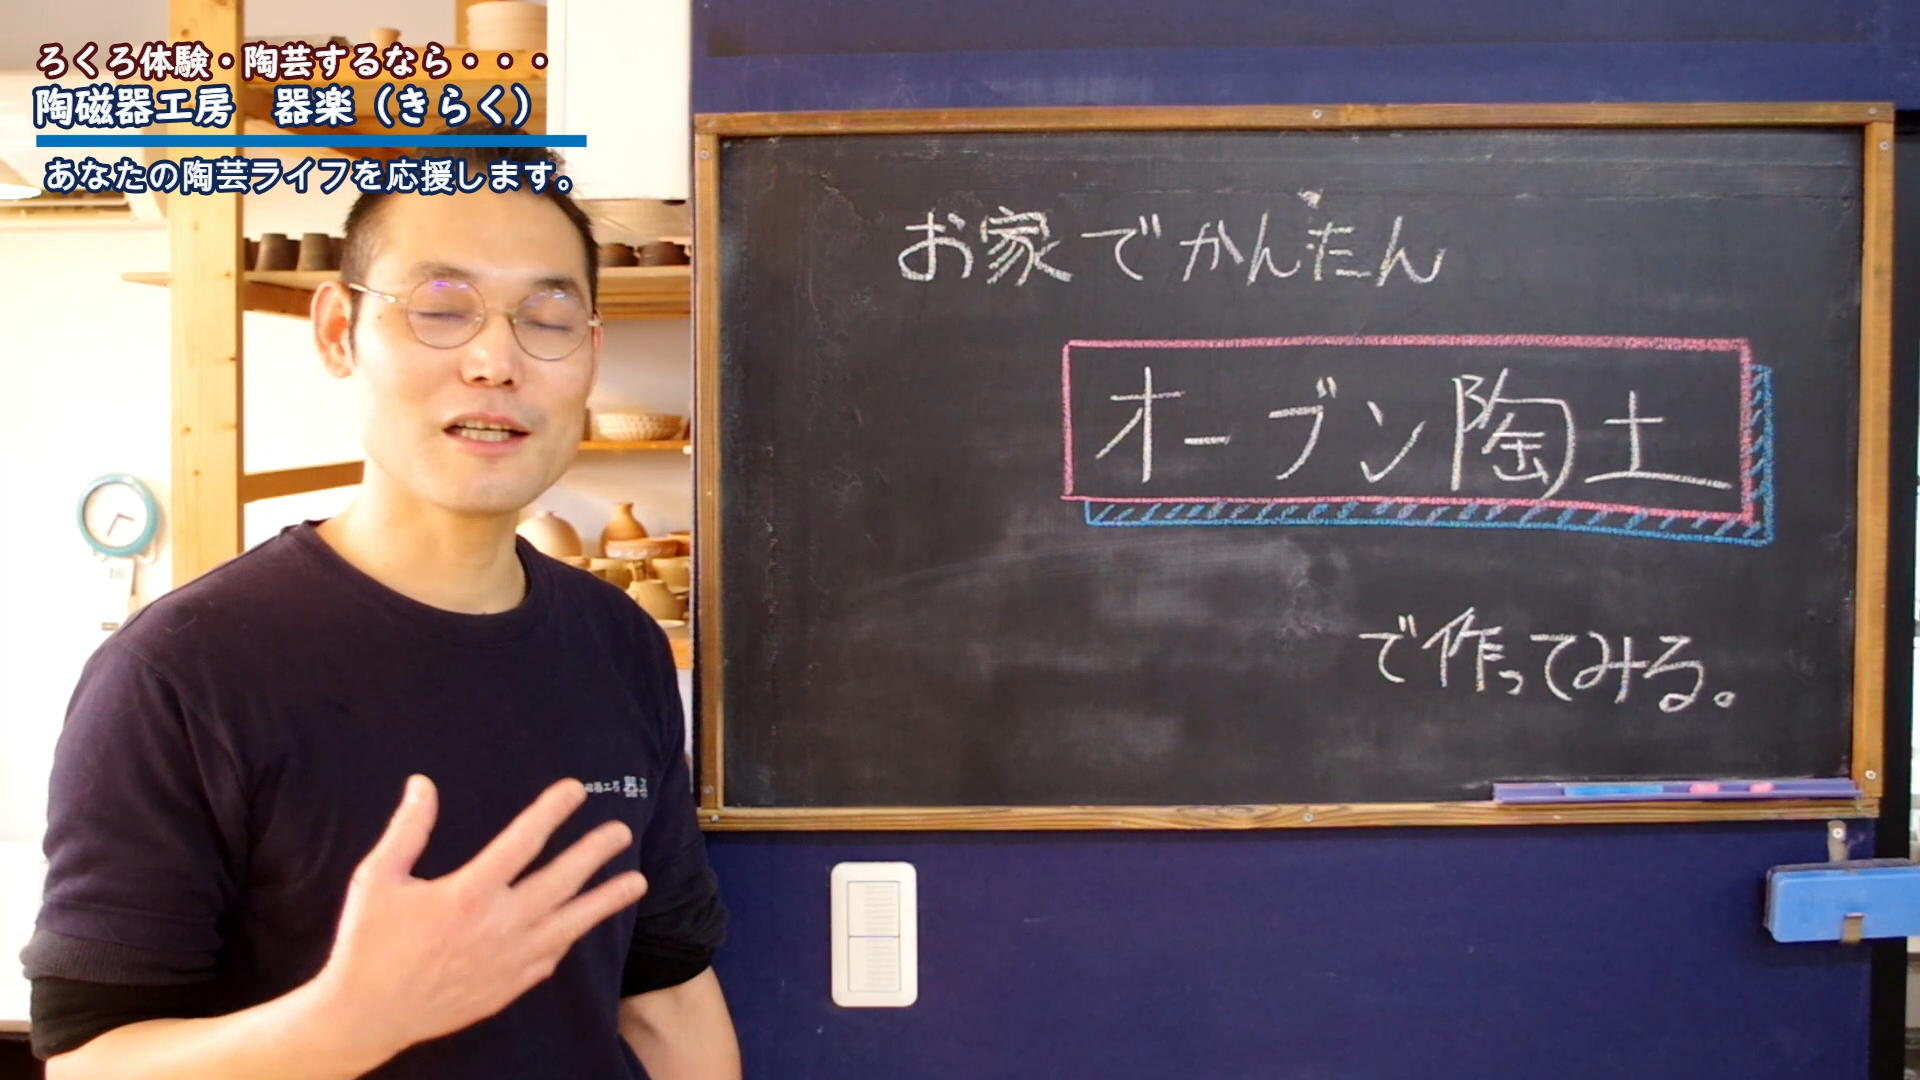 ろくろ体験・陶芸するなら・・・
陶磁器工房　器楽（きらく）
あなたの陶芸ライフを応援します。
お家でかんたん
オーブン陶土
で作ってみる。